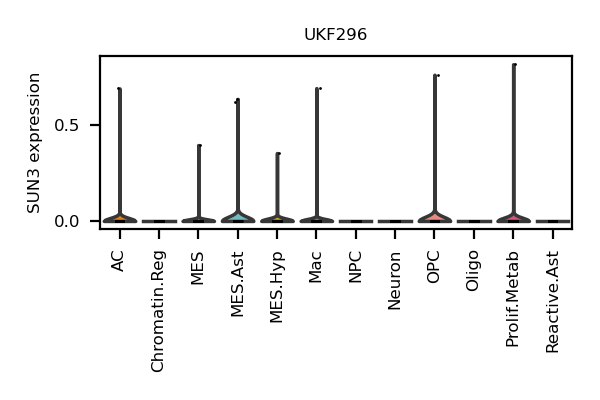 UKF296
SUN3 expression
0.5
0.0
AC
Chromatin.Reg
MES
MES.Ast
MES.Hyp
Mac
NPC
Neuron
OPC
Oligo
Prolif.Metab
Reactive.Ast